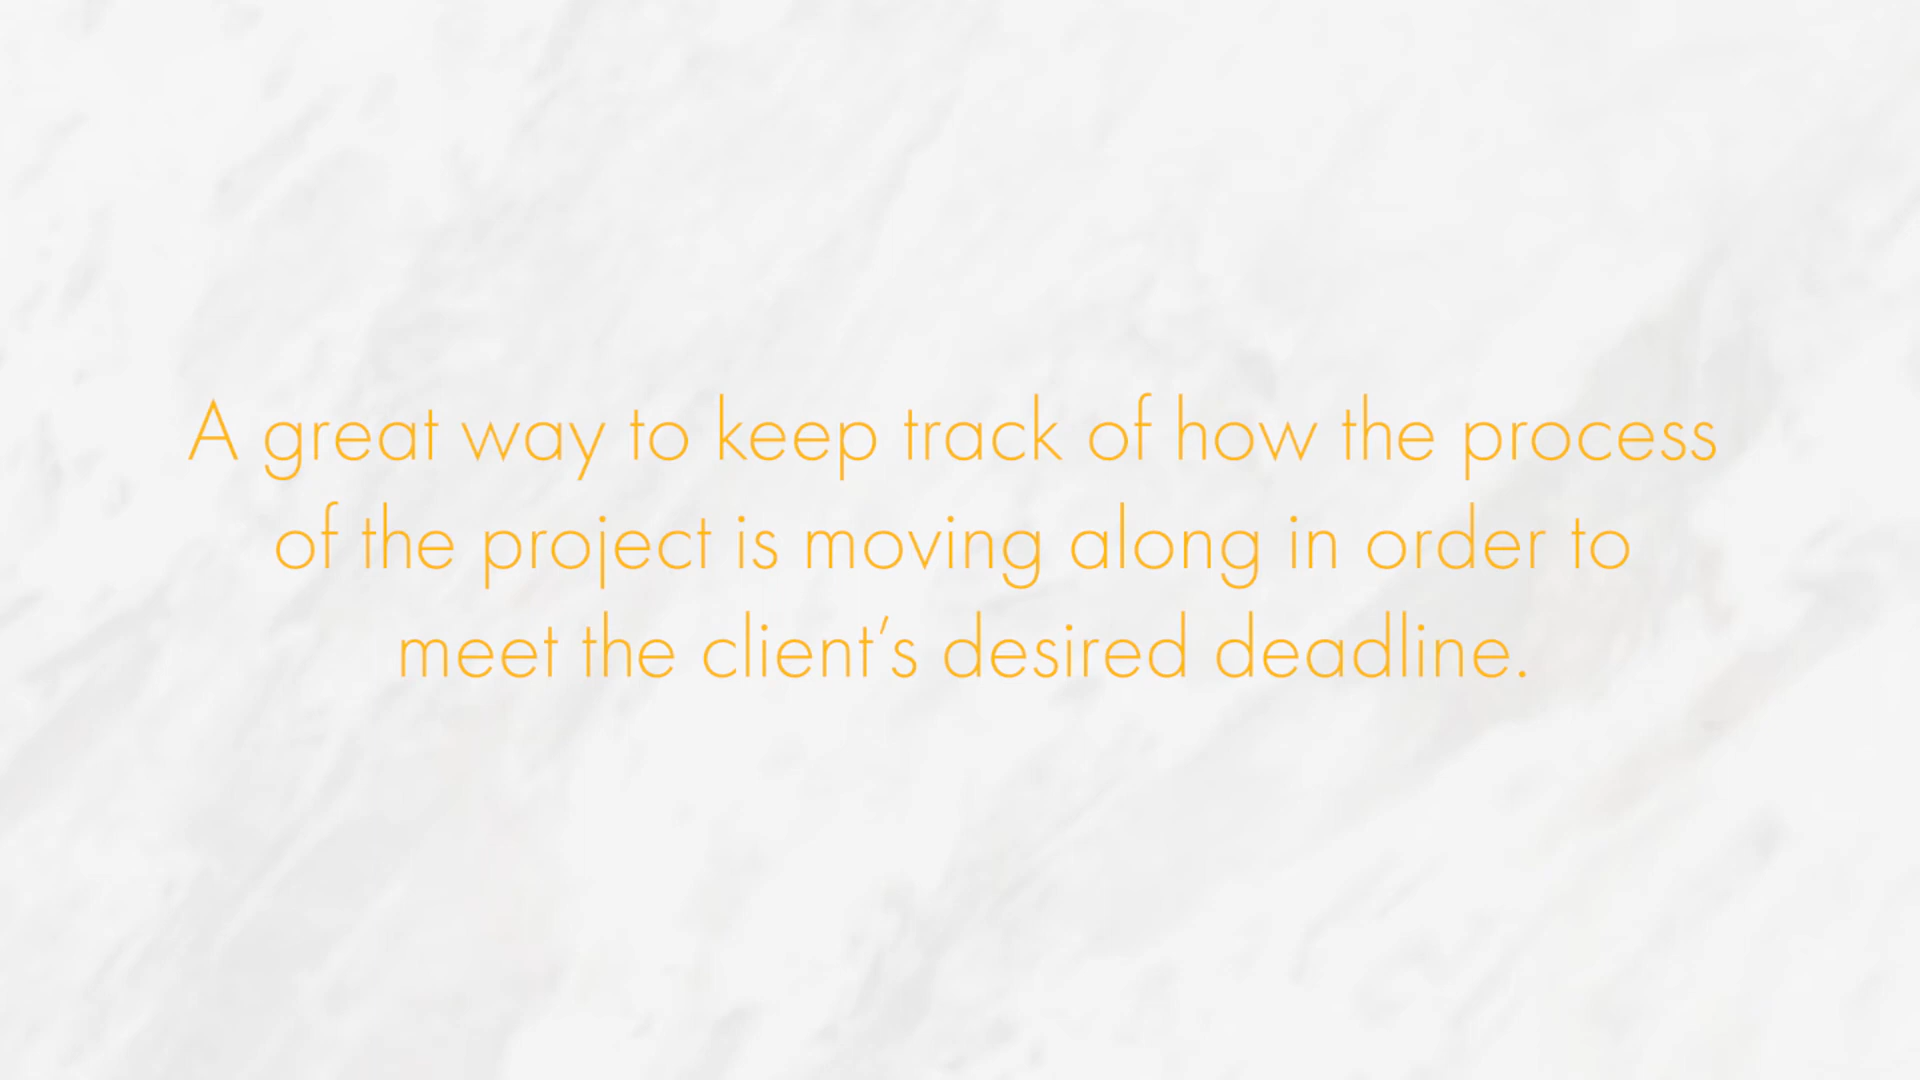 A great way to keep track of how the process
of the project is moving along in order to
meet the client’s desired deadline.